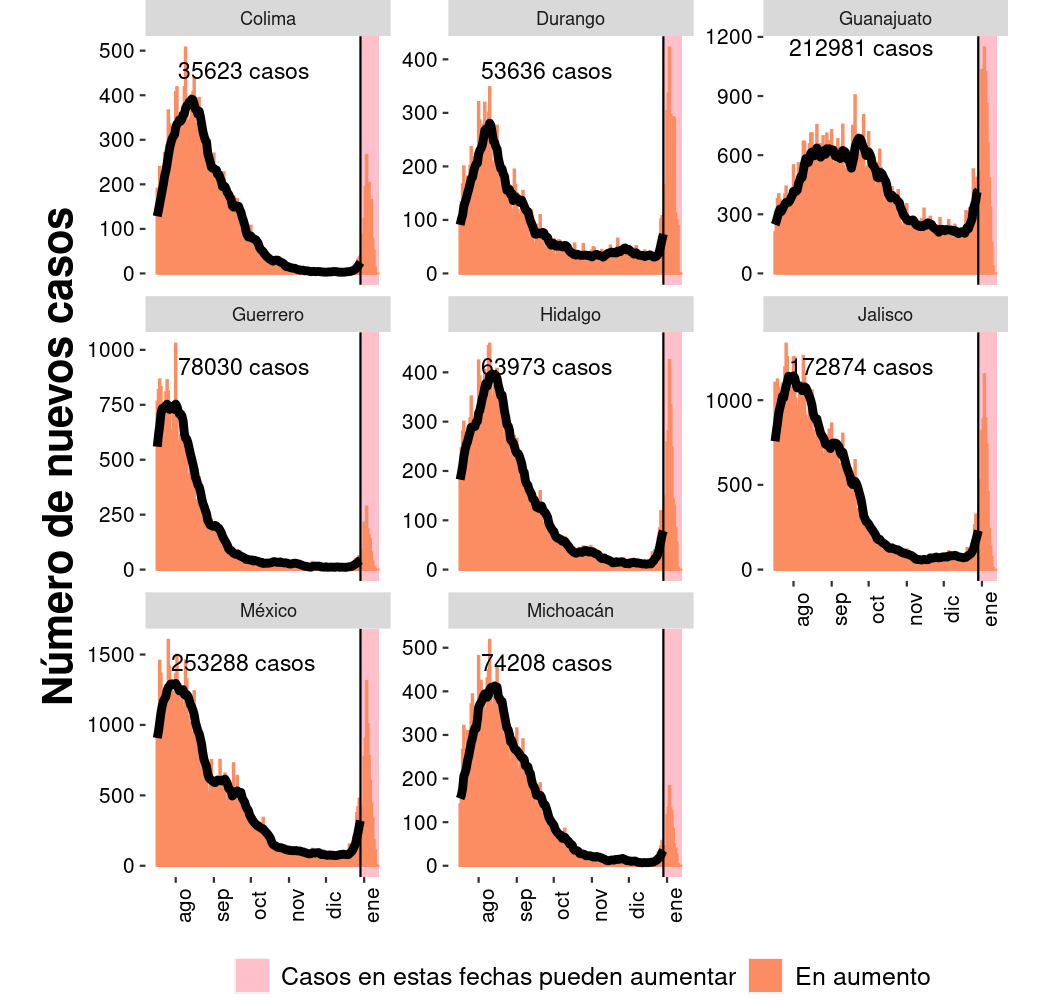 Número de nuevos casos
Colima
500
400
300
200
100
0
35623 casos
Durango
400
300
200
100
0
53636 casos
Guanajuato
1200
900
600
300
0
212981 casos
Guerrero
1000
750
500
250
0
78030 casos
Hidalgo
400
300
200
100
0
63973 casos
Jalisco
1000
500
0
172874 casos
ago sep oct nov dic ene
México
1500
1000
500
0
253288 casos
ago sep oct nov dic ene
Michoacán
500
400
300
200
100
0
74208 casos
ago sep oct nov dic ene
Casos en estas fechas pueden aumentar En aumento